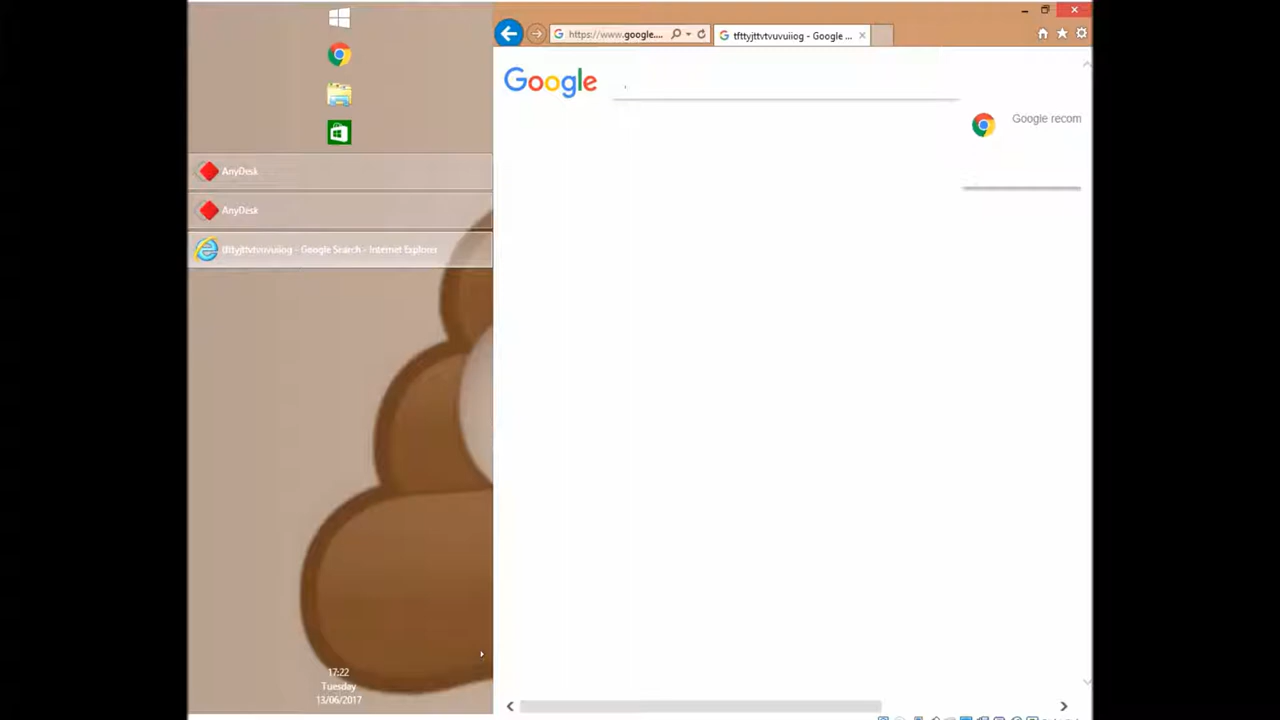 https://www.google....
tfttyjttvtvuvuiiog - Google ...
Google
Google recom
AnyDesk
AnyDesk
tfttyjttvtvuvuiiog - Google Search - Internet Explorer
17:22
Tuesday
13/06/2017